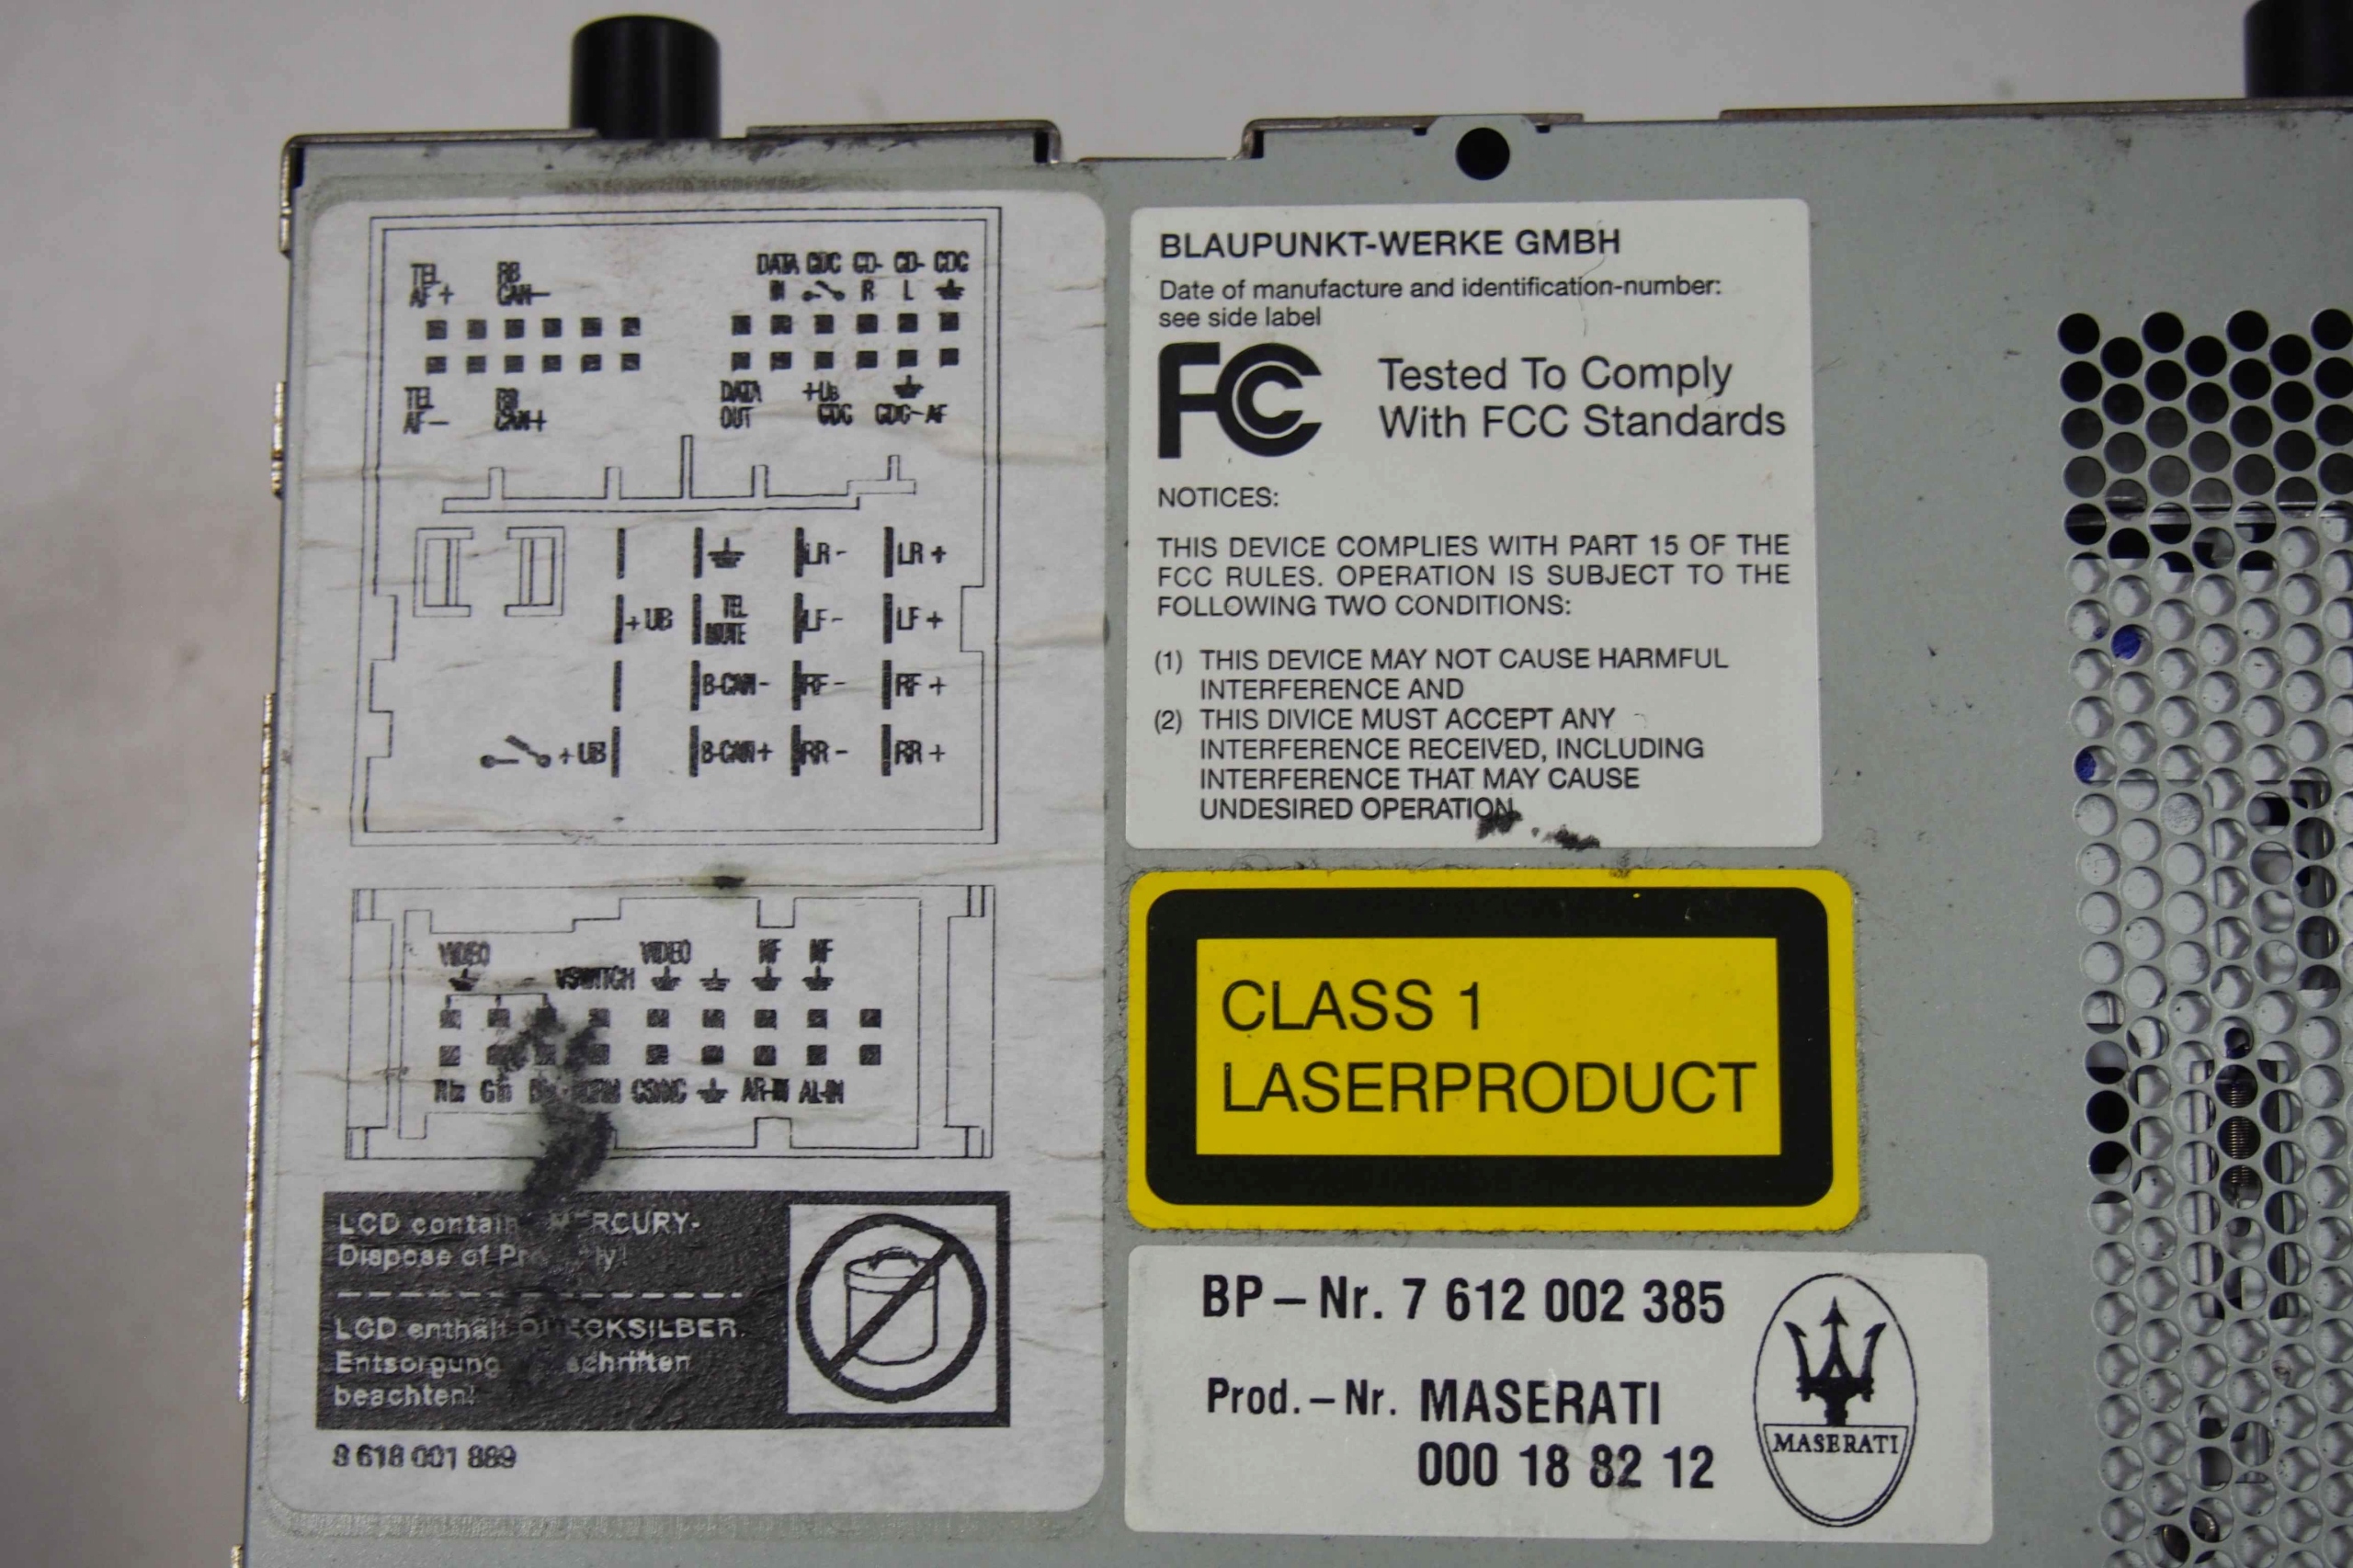 TEL RB DATA CDC CD- CD- CDC
AF+ CAN- IN R L
TEL RB DATA +Ub
AF- CAN+ OUT CDC CDC-AF
LR- LR+
+UB TEL MUTE LF- LF+
B-CAN- RF- RF+
+UB B-CAN+ RR- RR+
VIDEO VIDEO NF NF
VSWITCH
CSYNC AR-IN AL-IN
LCD MERCURY-
Dispose of
LCD enthält
Entsorgung
beachten!
8 618 001 889
BLAUPUNKT-WERKE GMBH
Date of manufacture and identification-number:
see side label
FC Tested To Comply
With FCC Standards
NOTICES:
THIS DEVICE COMPLIES WITH PART 15 OF THE
FCC RULES. OPERATION IS SUBJECT TO THE
FOLLOWING TWO CONDITIONS:
(1) THIS DEVICE MAY NOT CAUSE HARMFUL
INTERFERENCE AND
(2) THIS DIVICE MUST ACCEPT ANY
INTERFERENCE RECEIVED, INCLUDING
INTERFERENCE THAT MAY CAUSE
UNDESIRED OPERATION
CLASS 1
LASERPRODUCT
BP-Nr. 7 612 002 385
Prod.-Nr. MASERATI
000 18 82 12
MASERATI